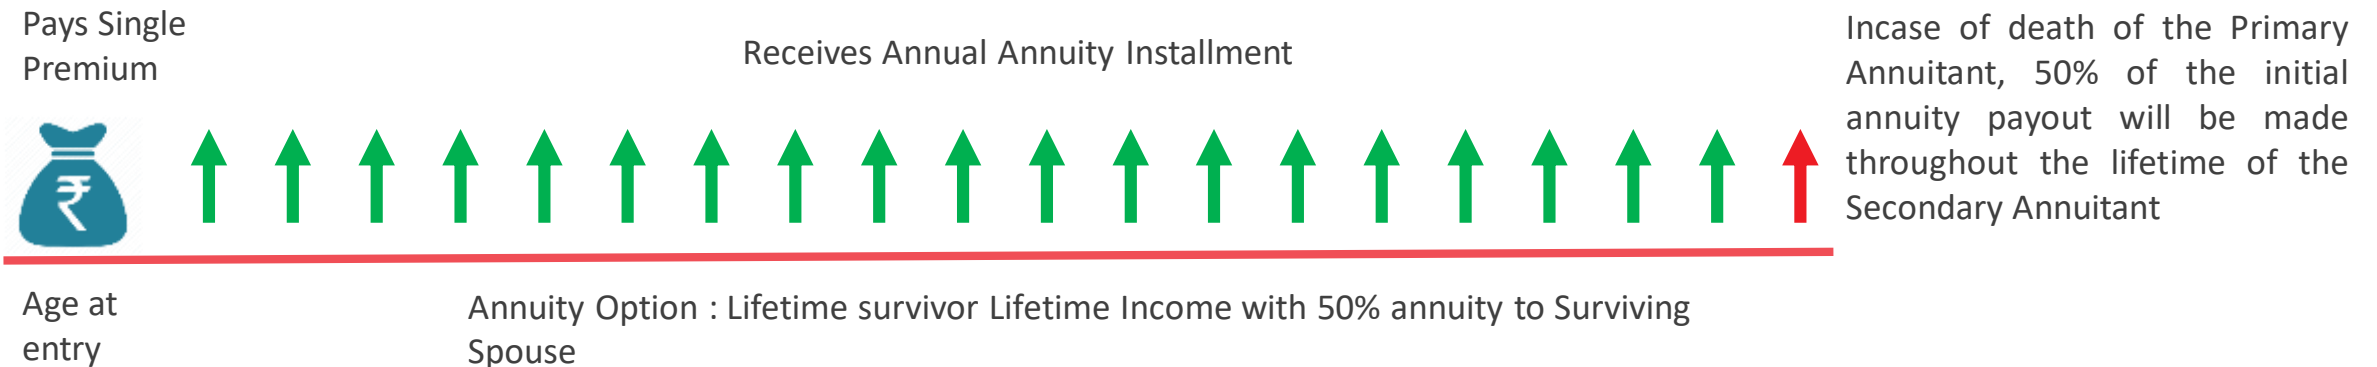 Pays Single
Premium
Receives Annual Annuity Installment
Incase of death of the Primary
Annuitant, 50% of the initial
annuity payout will be made
throughout the lifetime of the
Secondary Annuitant
₹
Age at
entry
Annuity Option : Lifetime survivor Lifetime Income with 50% annuity to Surviving
Spouse